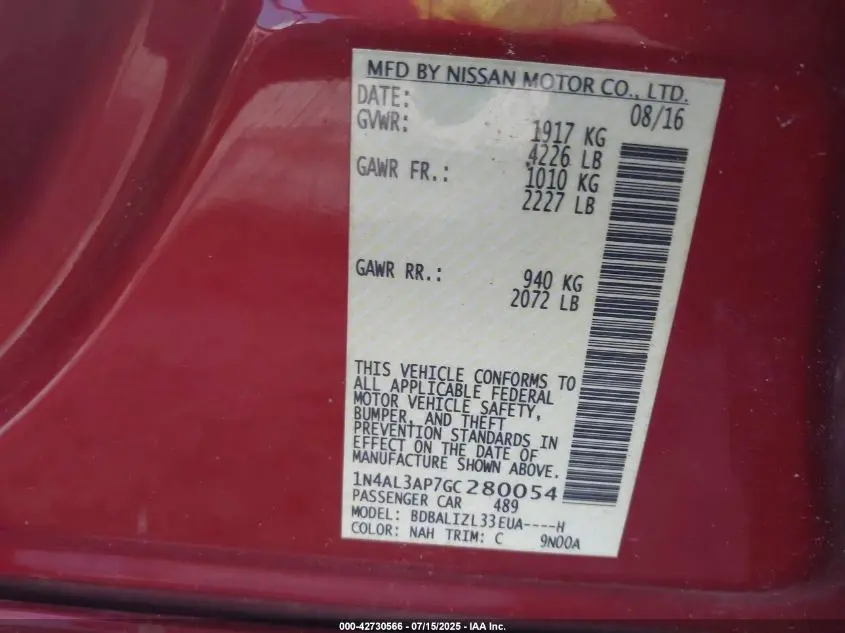 MFD BY NISSAN MOTOR CO., LTD.
DATE: 08/16
GVWR: 1917 KG
4226 LB
GAWR FR.: 1010 KG
2227 LB
GAWR RR.: 940 KG
2072 LB
THIS VEHICLE CONFORMS TO
ALL APPLICABLE FEDERAL
MOTOR VEHICLE SAFETY,
BUMPER, AND THEFT
PREVENTION STANDARDS IN
EFFECT ON THE DATE OF
MANUFACTURE SHOWN ABOVE.
1N4AL3AP7GC280054
PASSENGER CAR 489
MODEL: BDBALIZL33EUA----H
COLOR: NAH TRIM: C 9N00A
000-42730566 - 07/15/2025 - IAA Inc.